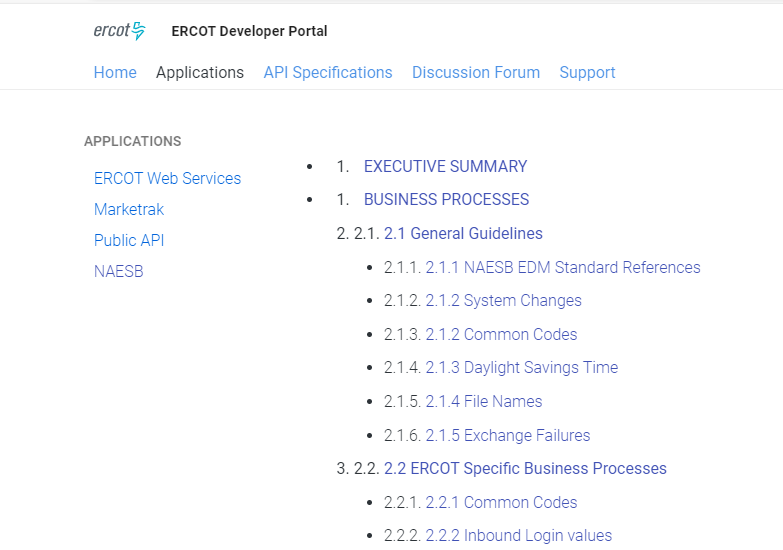 ercot ERCOT Developer Portal
Home Applications API Specifications Discussion Forum Support
APPLICATIONS
ERCOT Web Services
Marketrak
Public API
NAESB
• 1. EXECUTIVE SUMMARY
• 1. BUSINESS PROCESSES
2. 2.1. 2.1 General Guidelines
• 2.1.1. 2.1.1 NAESB EDM Standard References
• 2.1.2. 2.1.2 System Changes
• 2.1.3. 2.1.2 Common Codes
• 2.1.4. 2.1.3 Daylight Savings Time
• 2.1.5. 2.1.4 File Names
• 2.1.6. 2.1.5 Exchange Failures
3. 2.2. 2.2 ERCOT Specific Business Processes
• 2.2.1. 2.2.1 Common Codes
• 2.2.2. 2.2.2 Inbound Login values